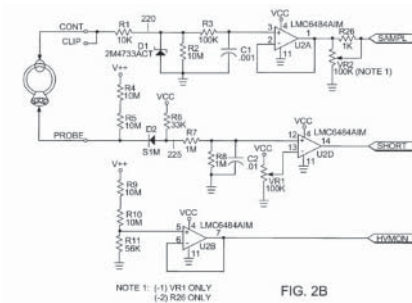 CONT
CLIP
R1
10K
220
D1
2M4733ACT
R2
10M
R3
100K
C1
.001
VCC
LMC6484AIM
3
4
2
1
11
U2A
R26
1K
VR2
100K (NOTE 1)
SAMPL
V++
R4
10M
R5
10M
PROBE
VCC
R6
33K
D2
S1M
225
R7
1M
R8
1M
C2
.01
VCC
VR1
100K
VCC
LMC6484AIM
12
4
13
14
11
U2D
SHORT
V++
R9
10M
R10
10M
R11
56K
VCC
LMC6484AIM
5
4
6
7
11
U2B
HVMON
NOTE 1: (-1) VR1 ONLY
(-2) R26 ONLY
FIG. 2B